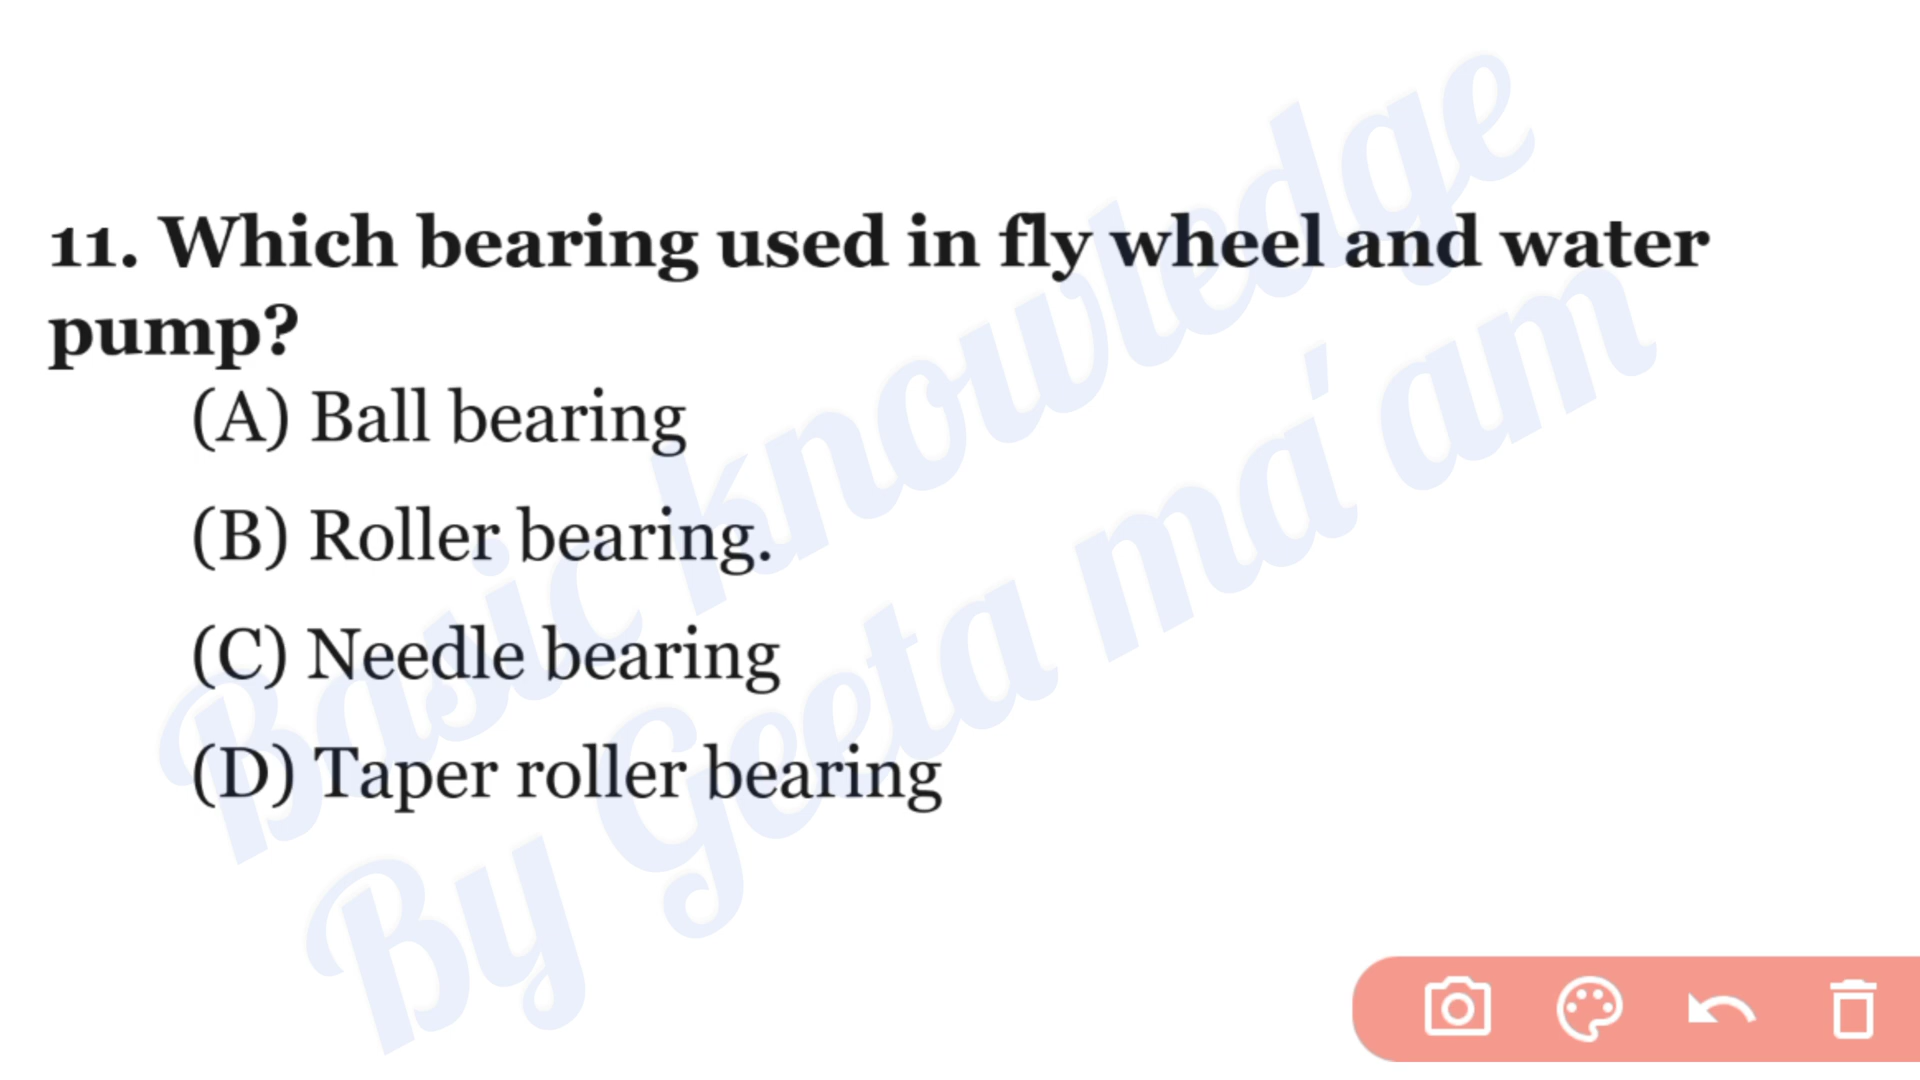 11. Which bearing used in fly wheel and water
pump?
(A) Ball bearing
(B) Roller bearing.
(C) Needle bearing
(D) Taper roller bearing
Basic knowledge
By Geeta ma'am